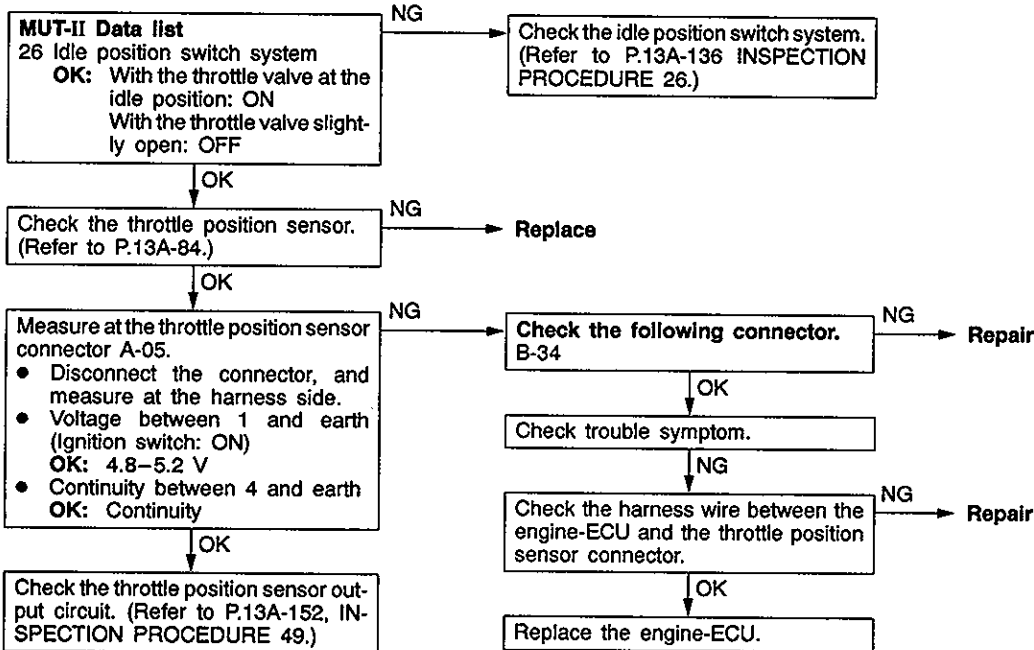 MUT-II Data list
26 Idle position switch system
OK: With the throttle valve at the
idle position: ON
With the throttle valve slight-
ly open: OFF
NG
Check the idle position switch system.
(Refer to P.13A-136 INSPECTION
PROCEDURE 26.)
OK
Check the throttle position sensor.
(Refer to P.13A-84.)
NG
Replace
OK
Measure at the throttle position sensor
connector A-05.
● Disconnect the connector, and
measure at the harness side.
● Voltage between 1 and earth
(Ignition switch: ON)
OK: 4.8–5.2 V
● Continuity between 4 and earth
OK: Continuity
NG
Check the following connector.
B-34
NG
Repair
OK
Check trouble symptom.
NG
Check the harness wire between the
engine-ECU and the throttle position
sensor connector.
NG
Repair
OK
Replace the engine-ECU.
OK
Check the throttle position sensor out-
put circuit. (Refer to P.13A-152, IN-
SPECTION PROCEDURE 49.)